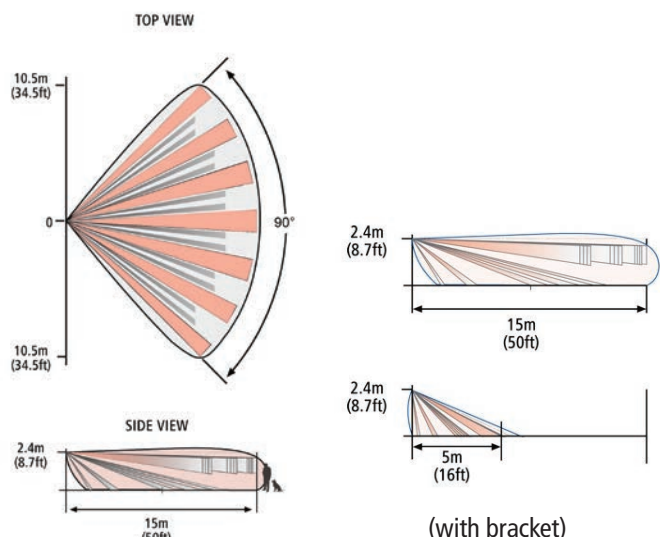 TOP VIEW
10.5m
(34.5ft)
0
90°
10.5m
(34.5ft)
SIDE VIEW
2.4m
(8.7ft)
15m
(50ft)
2.4m
(8.7ft)
15m
(50ft)
2.4m
(8.7ft)
5m
(16ft)
(with bracket)